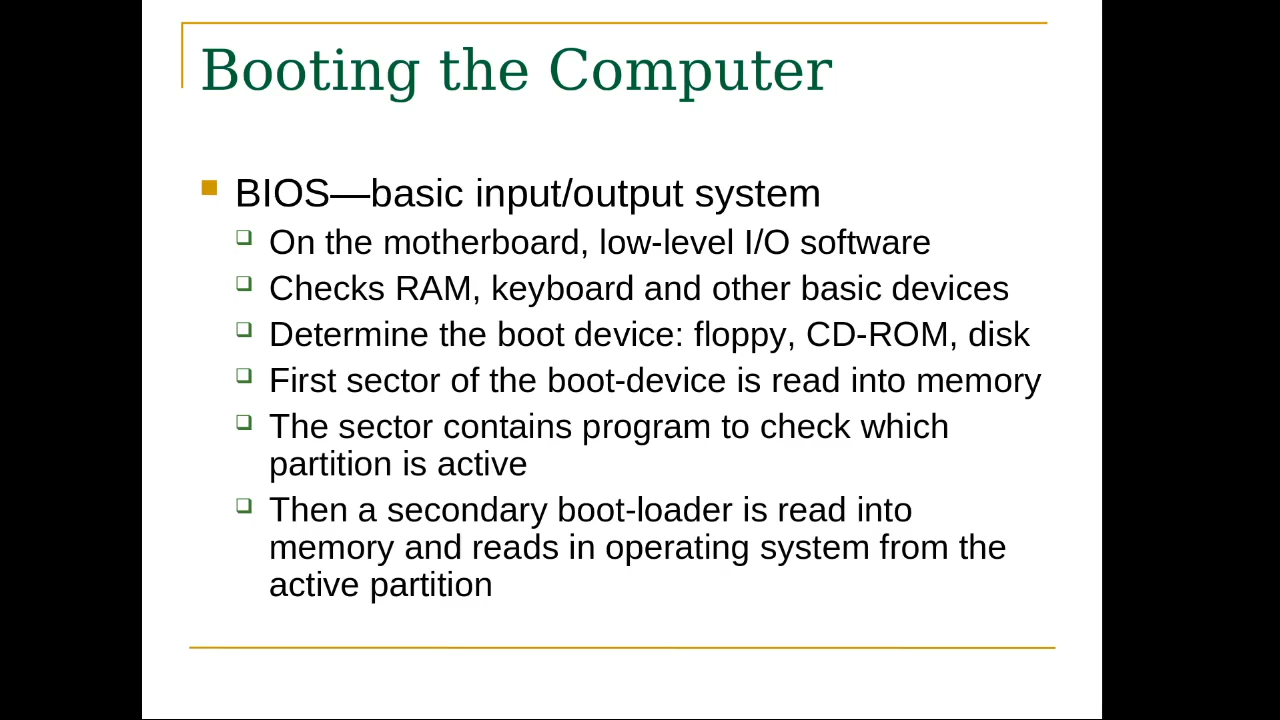 Booting the Computer
BIOS—basic input/output system
On the motherboard, low-level I/O software
Checks RAM, keyboard and other basic devices
Determine the boot device: floppy, CD-ROM, disk
First sector of the boot-device is read into memory
The sector contains program to check which
partition is active
Then a secondary boot-loader is read into
memory and reads in operating system from the
active partition